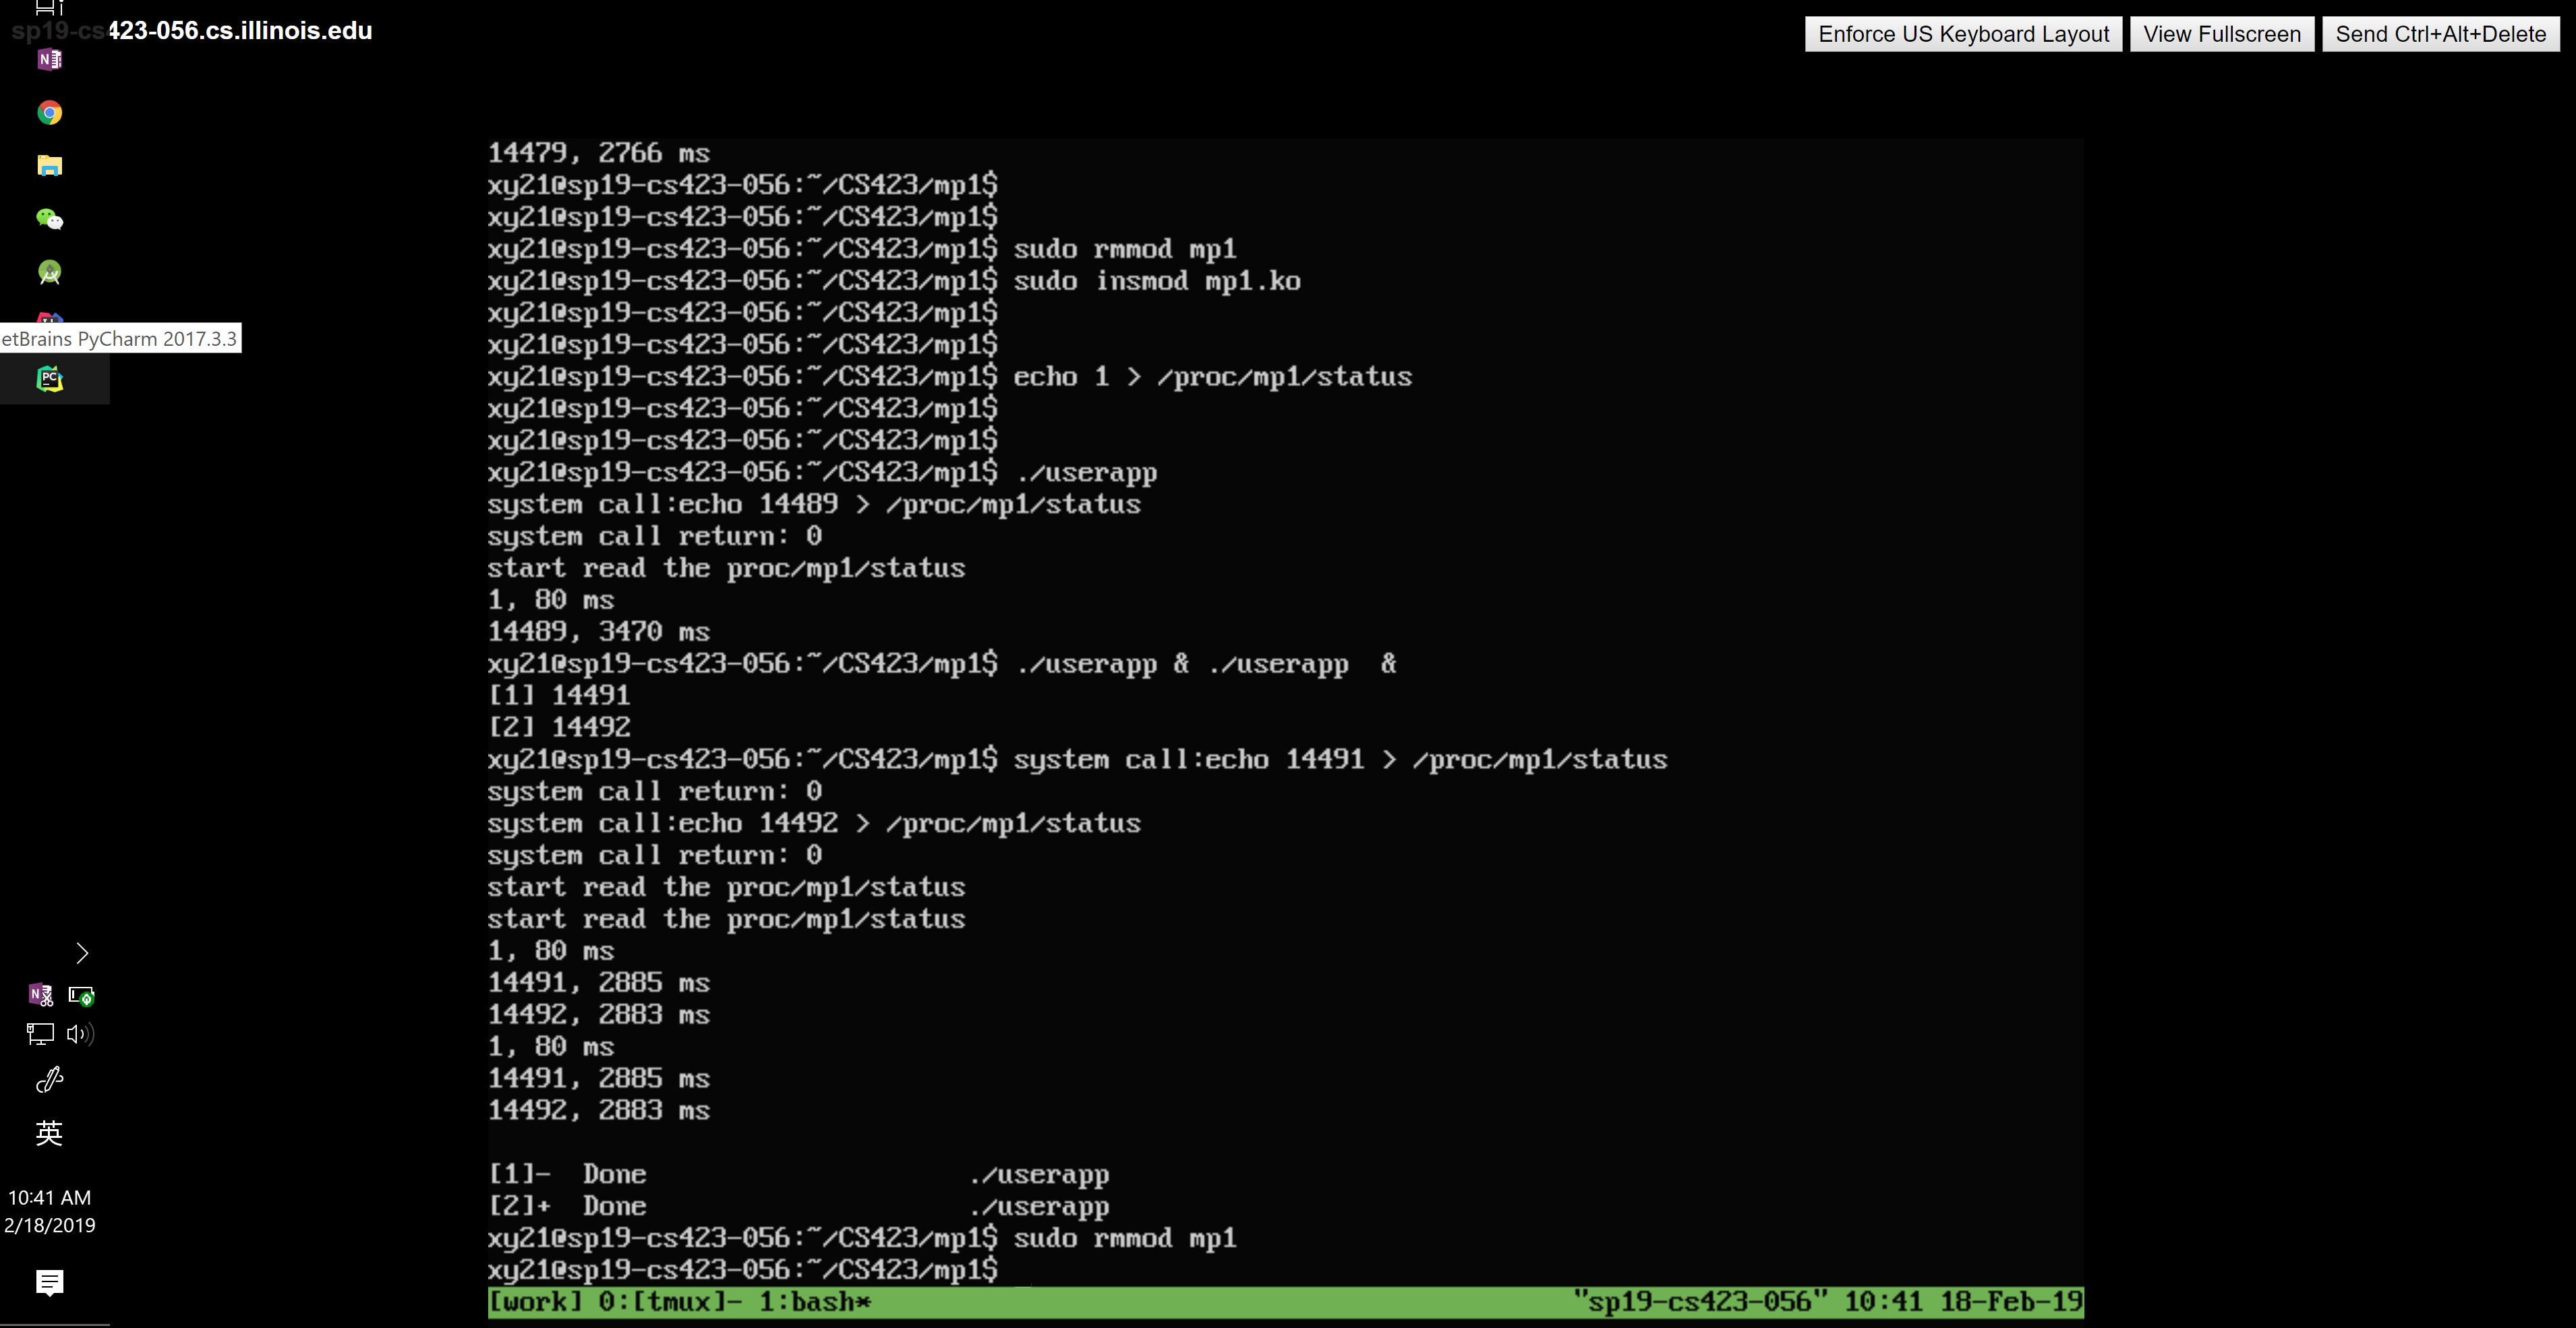 sp19-cs423-056.cs.illinois.edu
Enforce US Keyboard Layout
View Fullscreen
Send Ctrl+Alt+Delete
etBrains PyCharm 2017.3.3
14479, 2766 ms
xy21@sp19-cs423-056:~/CS423/mp1$
xy21@sp19-cs423-056:~/CS423/mp1$
xy21@sp19-cs423-056:~/CS423/mp1$ sudo rmmod mp1
xy21@sp19-cs423-056:~/CS423/mp1$ sudo insmod mp1.ko
xy21@sp19-cs423-056:~/CS423/mp1$
xy21@sp19-cs423-056:~/CS423/mp1$
xy21@sp19-cs423-056:~/CS423/mp1$ echo 1 > /proc/mp1/status
xy21@sp19-cs423-056:~/CS423/mp1$
xy21@sp19-cs423-056:~/CS423/mp1$
xy21@sp19-cs423-056:~/CS423/mp1$ ./userapp
system call:echo 14489 > /proc/mp1/status
system call return: 0
start read the proc/mp1/status
1, 80 ms
14489, 3470 ms
xy21@sp19-cs423-056:~/CS423/mp1$ ./userapp & ./userapp  &
[1] 14491
[2] 14492
xy21@sp19-cs423-056:~/CS423/mp1$ system call:echo 14491 > /proc/mp1/status
system call return: 0
system call:echo 14492 > /proc/mp1/status
system call return: 0
start read the proc/mp1/status
start read the proc/mp1/status
1, 80 ms
14491, 2885 ms
14492, 2883 ms
1, 80 ms
14491, 2885 ms
14492, 2883 ms
[1]-  Done                    ./userapp
[2]+  Done                    ./userapp
xy21@sp19-cs423-056:~/CS423/mp1$ sudo rmmod mp1
xy21@sp19-cs423-056:~/CS423/mp1$
[work] 0:[tmux]- 1:bash*
"sp19-cs423-056" 10:41 18-Feb-19
英
10:41 AM
2/18/2019